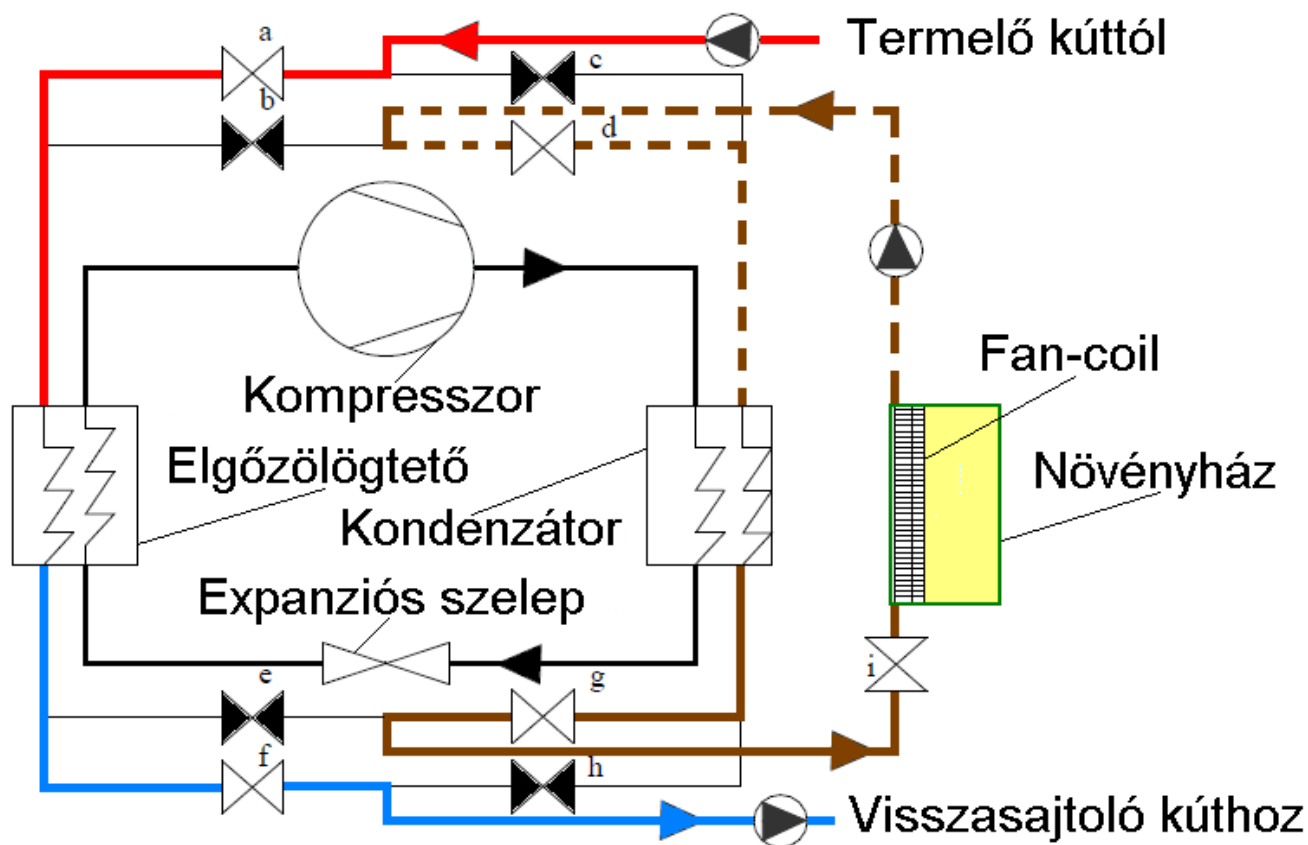 Termelő kúttól
a
c
b
d
Kompresszor
Fan-coil
Elgőzölögtető
Növényház
Kondenzátor
Expanziós szelep
i
e
g
f
h
Visszasajtoló kúthoz